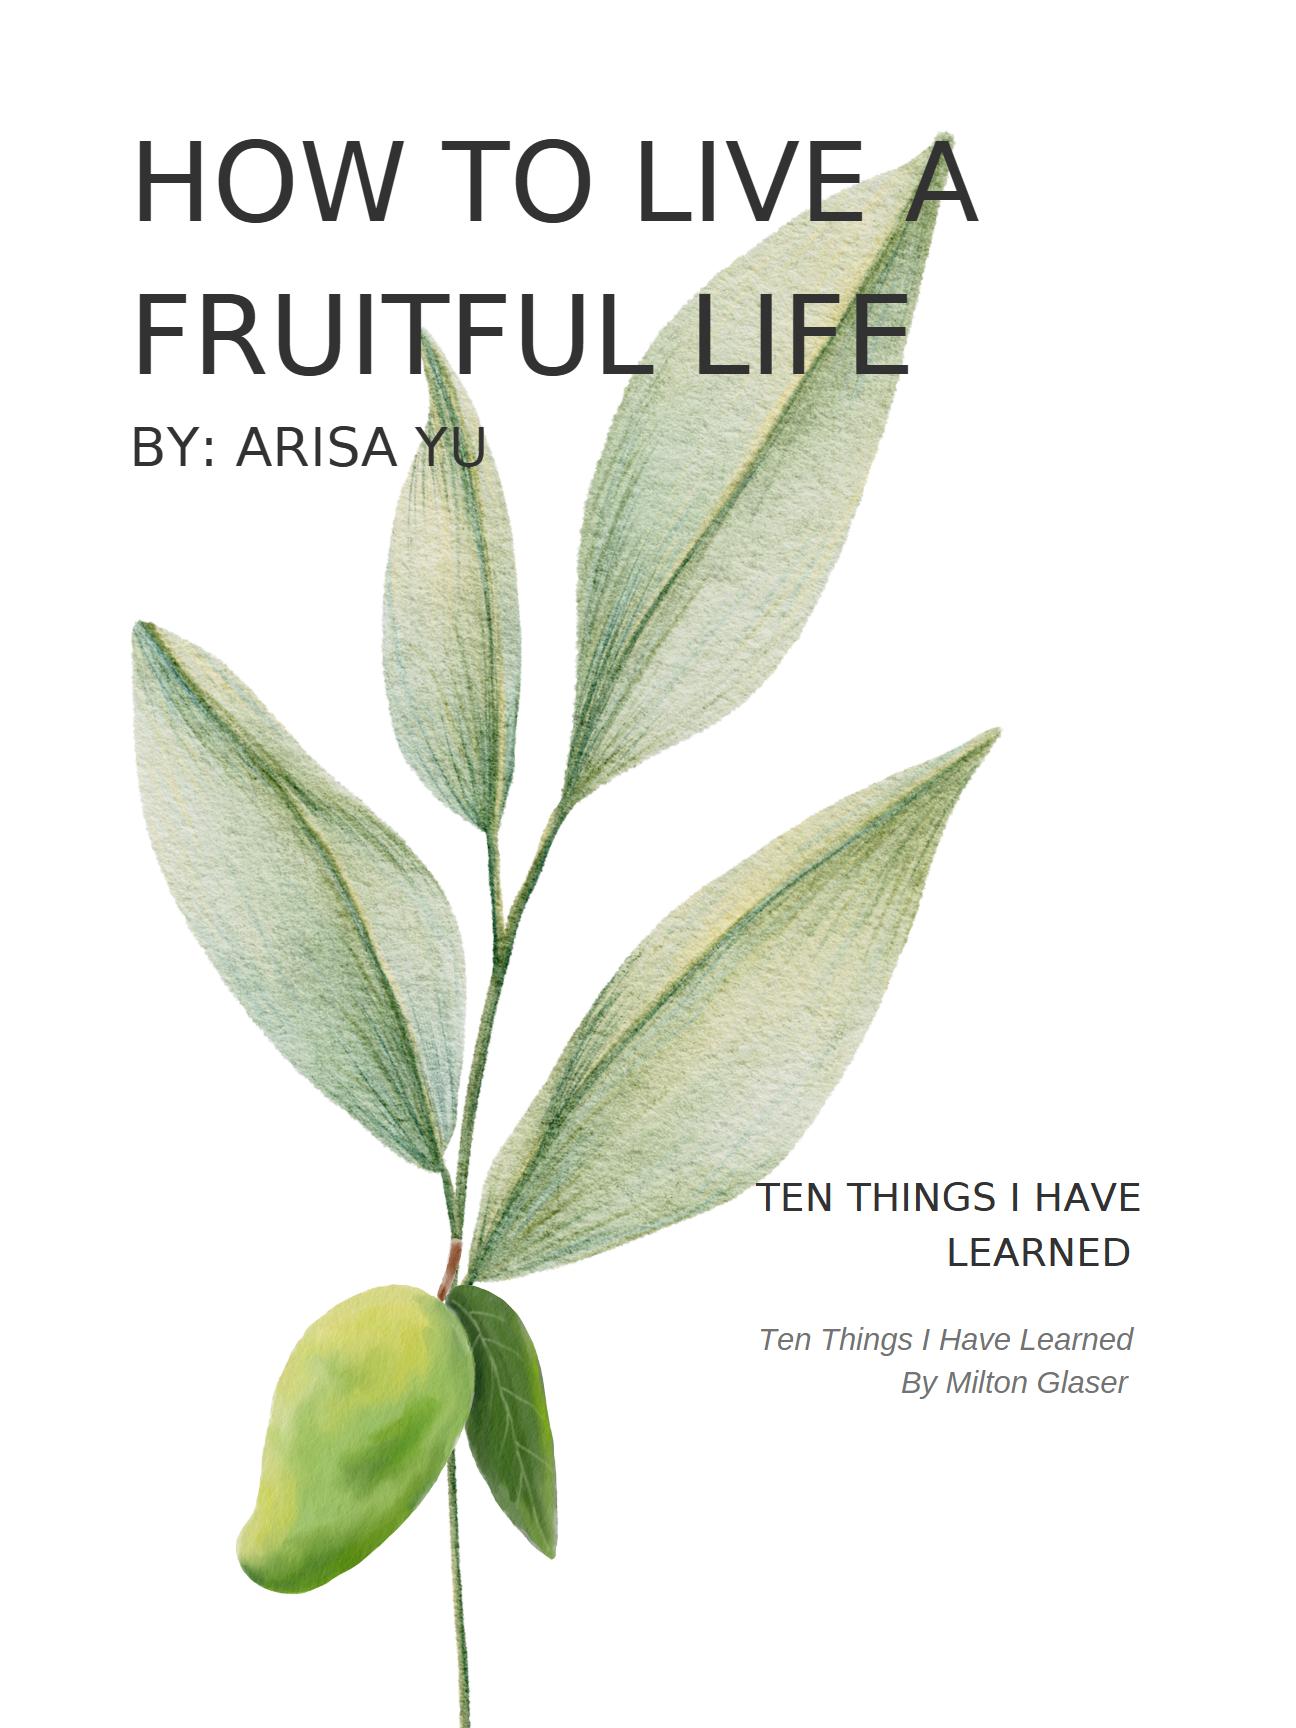 HOW TO LIVE A
FRUITFUL LIFE
BY: ARISA YU
TEN THINGS I HAVE
LEARNED
Ten Things I Have Learned
By Milton Glaser